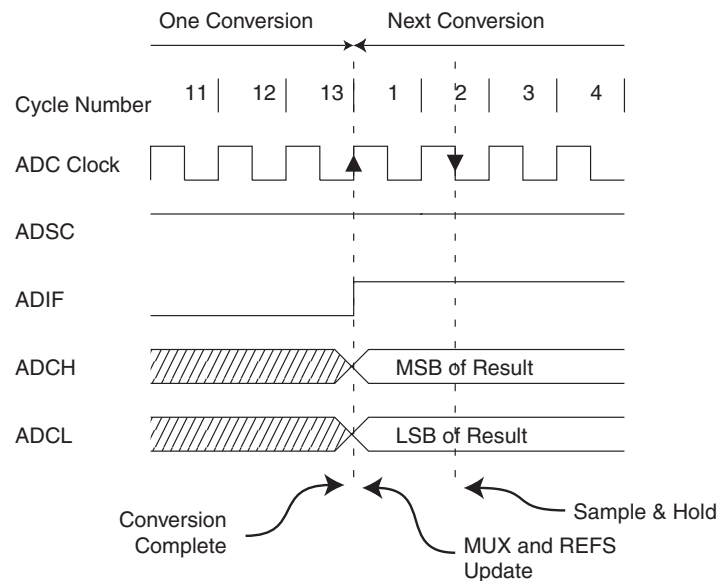 One Conversion Next Conversion
Cycle Number 11 12 13 1 2 3 4
ADC Clock
ADSC
ADIF
ADCH MSB of Result
ADCL LSB of Result
Conversion
Complete
MUX and REFS
Update
Sample & Hold